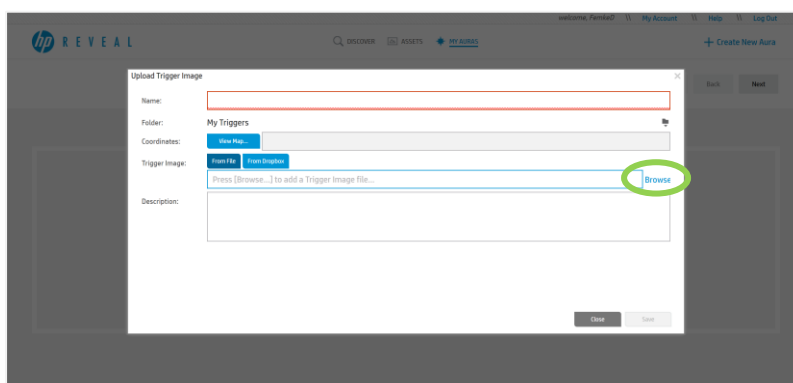 welcome, Femke0 \\ My Account \\ Help \\ Log Out
hp REVEAL DISCOVER ASSETS MY AURAS + Create New Aura
Upload Trigger Image ×
Back Next
Name:
Folder: My Triggers
Coordinates: View Map...
Trigger Image: From File From Dropbox
Press [Browse...] to add a Trigger Image file... Browse
Description:
Close Save